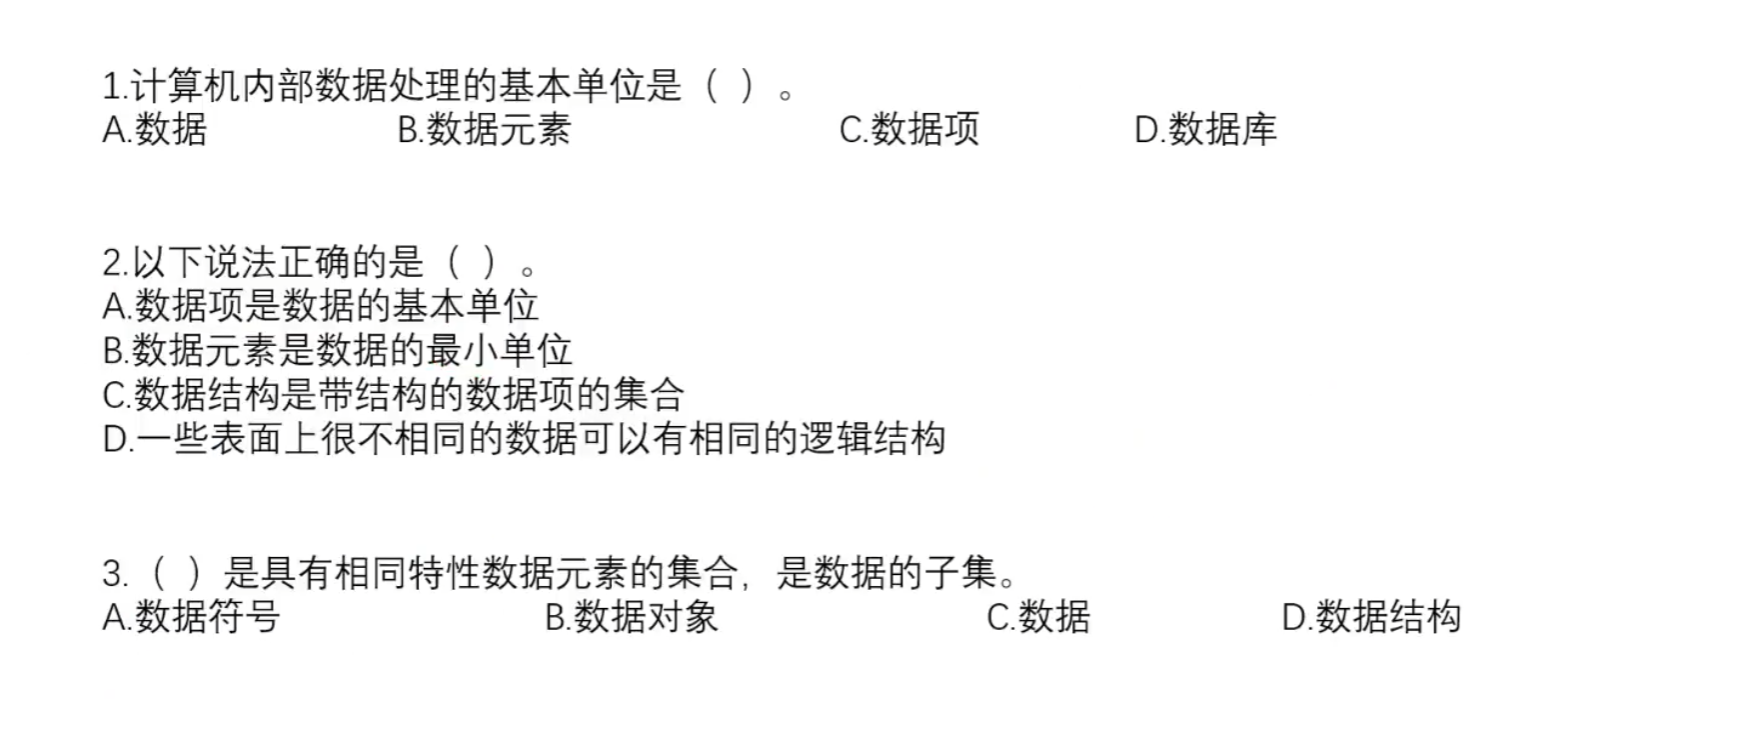 1.计算机内部数据处理的基本单位是（ ）。
A.数据 B.数据元素 C.数据项 D.数据库
2.以下说法正确的是（ ）。
A.数据项是数据的基本单位
B.数据元素是数据的最小单位
C.数据结构是带结构的数据项的集合
D.一些表面上很不相同的数据可以有相同的逻辑结构
3.（ ）是具有相同特性数据元素的集合，是数据的子集。
A.数据符号 B.数据对象 C.数据 D.数据结构